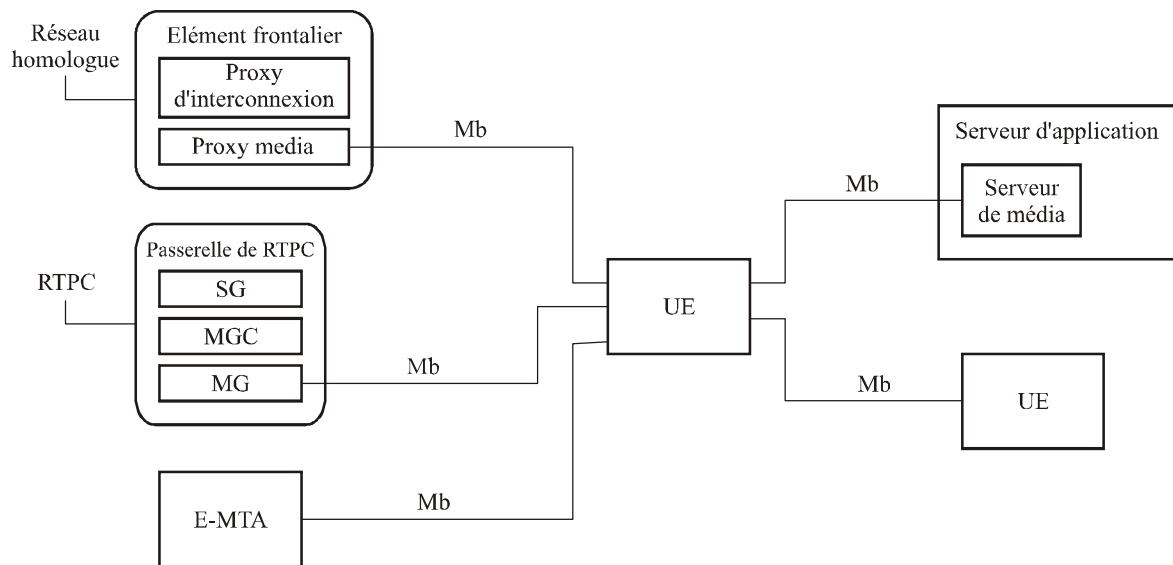 Réseau
homologue
Elément frontalier
Proxy
d'interconnexion
Proxy media
Mb
Serveur d'application
Mb
Serveur
de média
Passerelle de RTPC
RTPC
SG
MGC
MG
Mb
UE
Mb
UE
E-MTA
Mb